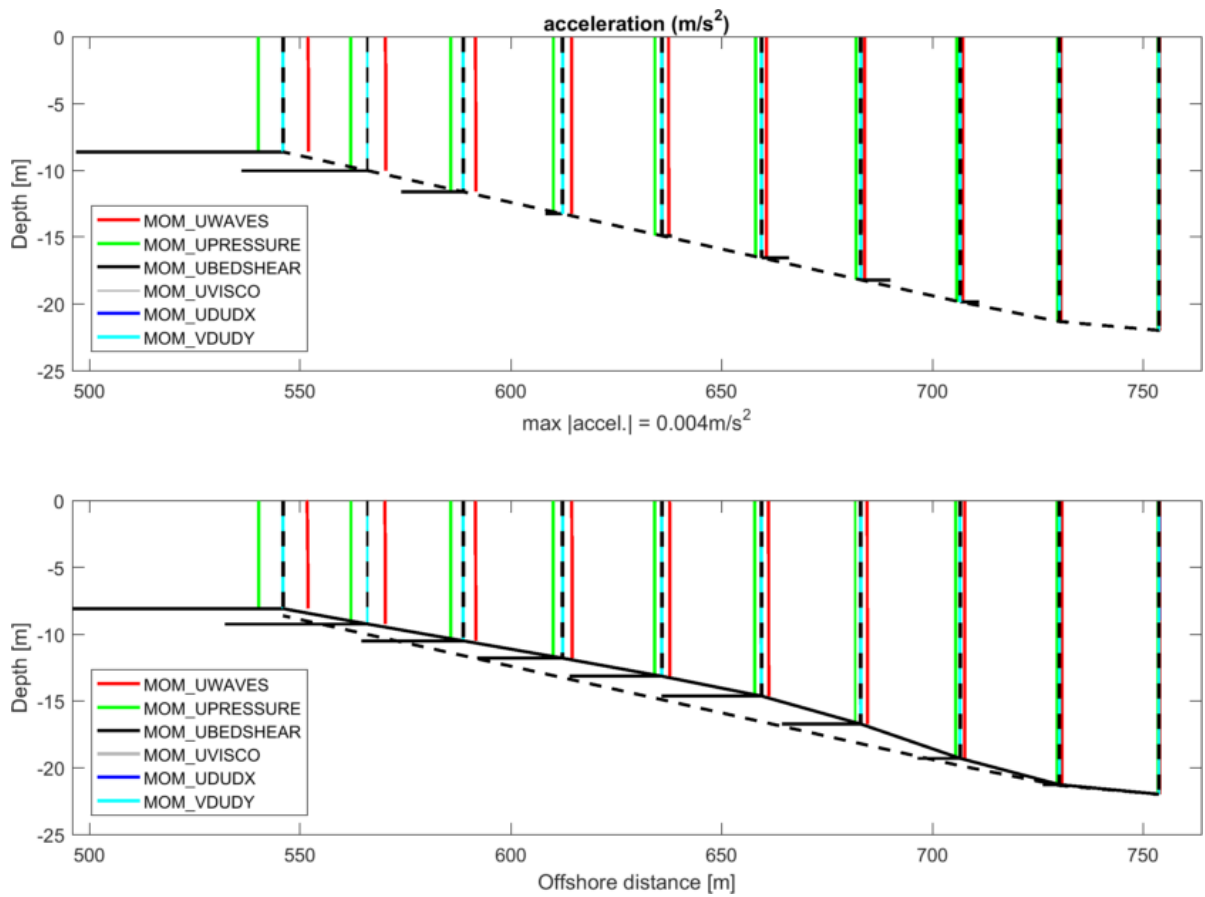 acceleration (m/s²)
0
-5
-10
-15
-20
-25
Depth [m]
MOM_UWAVES
MOM_UPRESSURE
MOM_UBEDSHEAR
MOM_UVISCO
MOM_UDUDX
MOM_VDUDY
500 550 600 650 700 750
max |accel.| = 0.004m/s²
0
-5
-10
-15
-20
-25
Depth [m]
MOM_UWAVES
MOM_UPRESSURE
MOM_UBEDSHEAR
MOM_UVISCO
MOM_UDUDX
MOM_VDUDY
500 550 600 650 700 750
Offshore distance [m]